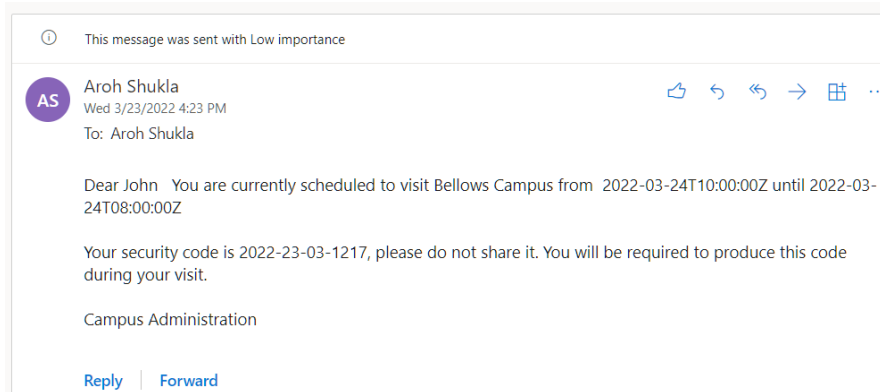 This message was sent with Low importance
AS
Aroh Shukla
Wed 3/23/2022 4:23 PM
To: Aroh Shukla
Dear John   You are currently scheduled to visit Bellows Campus from  2022-03-24T10:00:00Z until 2022-03-
24T08:00:00Z
Your security code is 2022-23-03-1217, please do not share it. You will be required to produce this code
during your visit.
Campus Administration
Reply | Forward